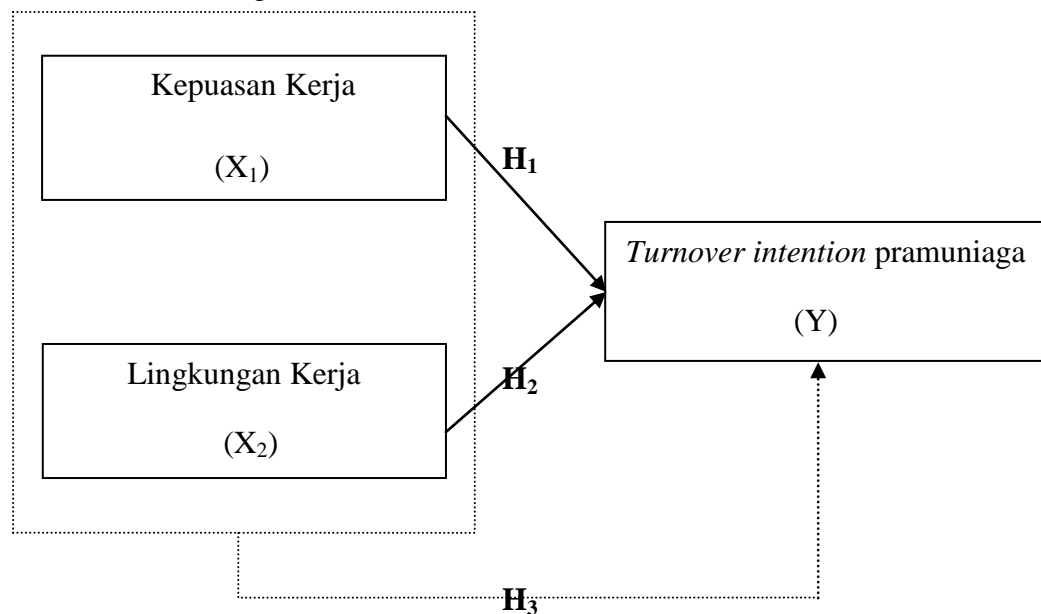 Kepuasan Kerja
(X₁)
H₁
Turnover intention pramuniaga
(Y)
Lingkungan Kerja
(X₂)
H₂
H₃